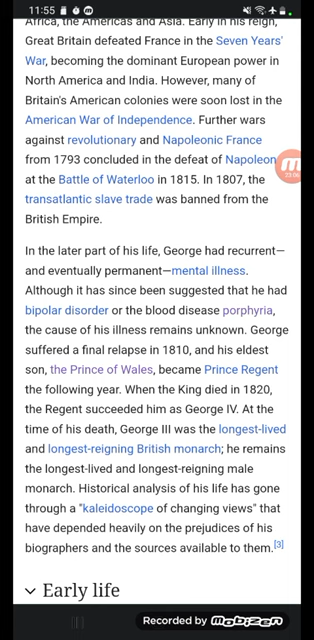 11:55
Africa, the Americas and Asia. Early in his reign,
Great Britain defeated France in the Seven Years'
War, becoming the dominant European power in
North America and India. However, many of
Britain's American colonies were soon lost in the
American War of Independence. Further wars
against revolutionary and Napoleonic France
from 1793 concluded in the defeat of Napoleon
at the Battle of Waterloo in 1815. In 1807, the
transatlantic slave trade was banned from the
British Empire.
In the later part of his life, George had recurrent—
and eventually permanent—mental illness.
Although it has since been suggested that he had
bipolar disorder or the blood disease porphyria,
the cause of his illness remains unknown. George
suffered a final relapse in 1810, and his eldest
son, the Prince of Wales, became Prince Regent
the following year. When the King died in 1820,
the Regent succeeded him as George IV. At the
time of his death, George III was the longest-lived
and longest-reigning British monarch; he remains
the longest-lived and longest-reigning male
monarch. Historical analysis of his life has gone
through a "kaleidoscope of changing views" that
have depended heavily on the prejudices of his
biographers and the sources available to them.[3]
Early life
Recorded by mobizen